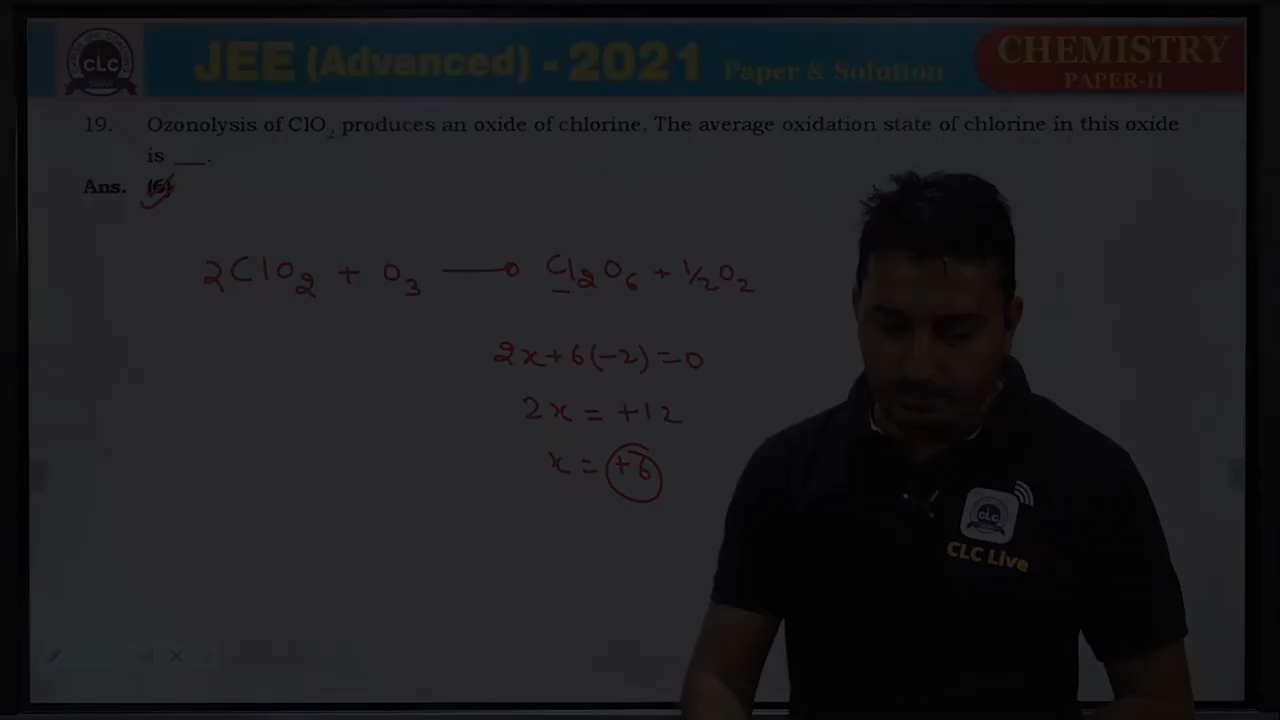 JEE (Advanced) - 2021 Paper & Solution
CHEMISTRY
PAPER-II
CLC
19. Ozonolysis of ClO₂ produces an oxide of chlorine. The average oxidation state of chlorine in this oxide
is ___.
Ans. (6)
2ClO₂ + O₃ → Cl₂O₆ + 1/2O₂
2x+6(-2)=0
2x = +12
x = +6
CLC
CLC Live